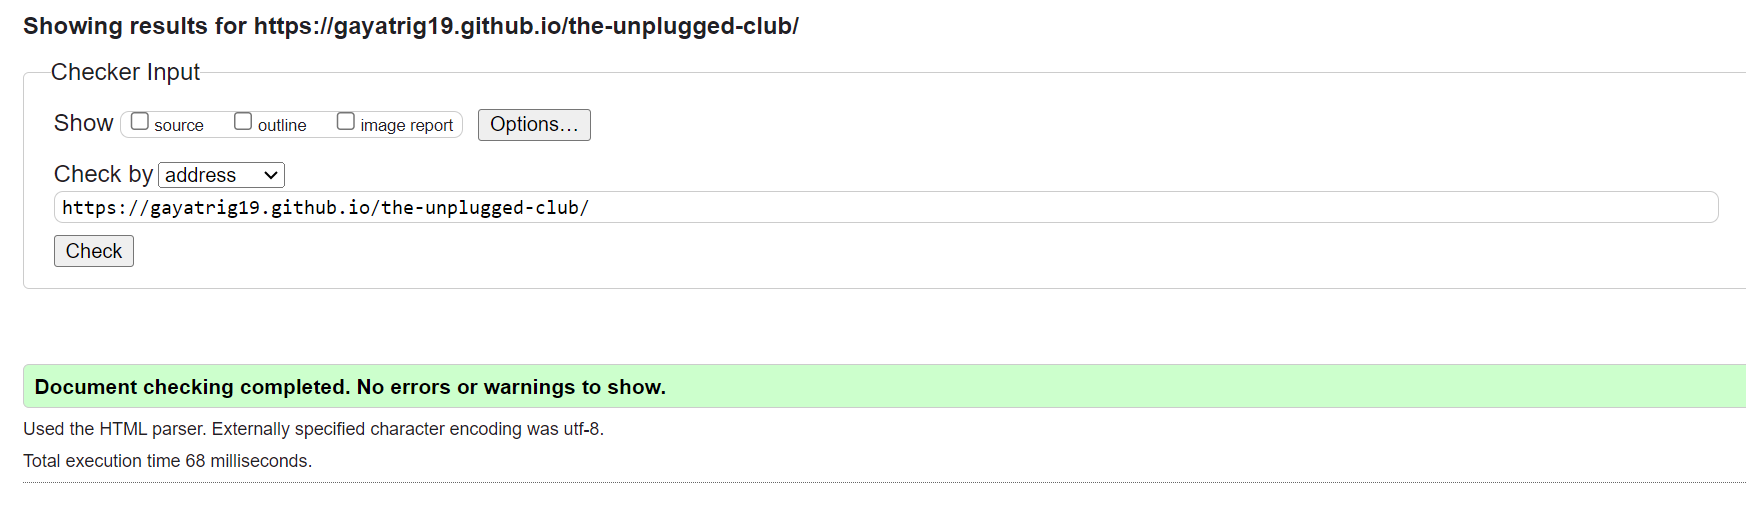 Showing results for https://gayatrig19.github.io/the-unplugged-club/
Checker Input
Show source outline image report Options...
Check by address
https://gayatrig19.github.io/the-unplugged-club/
Check
Document checking completed. No errors or warnings to show.
Used the HTML parser. Externally specified character encoding was utf-8.
Total execution time 68 milliseconds.